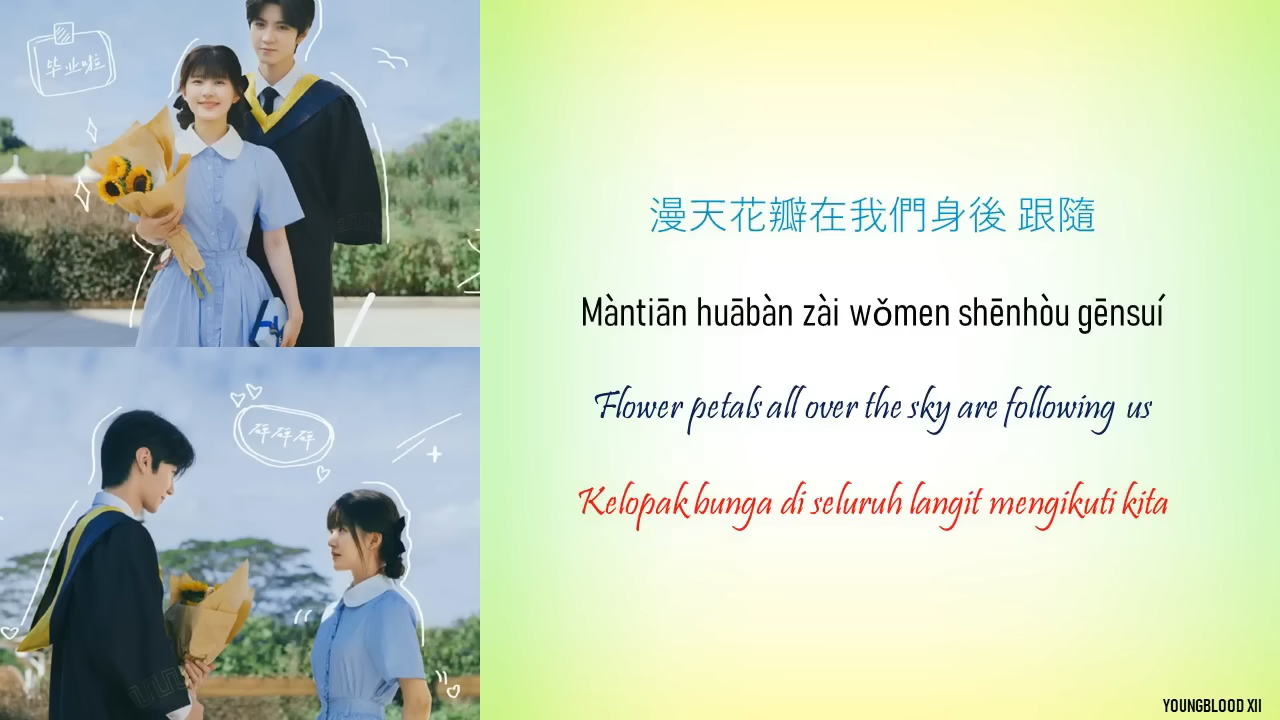 毕业啦
砰砰砰
漫天花瓣在我們身後 跟隨
Màntiān huābàn zài wǒmen shēnhòu gēnsuí
Flower petals all over the sky are following us
Kelopak bunga di seluruh langit mengikuti kita
YOUNGBLOOD XII